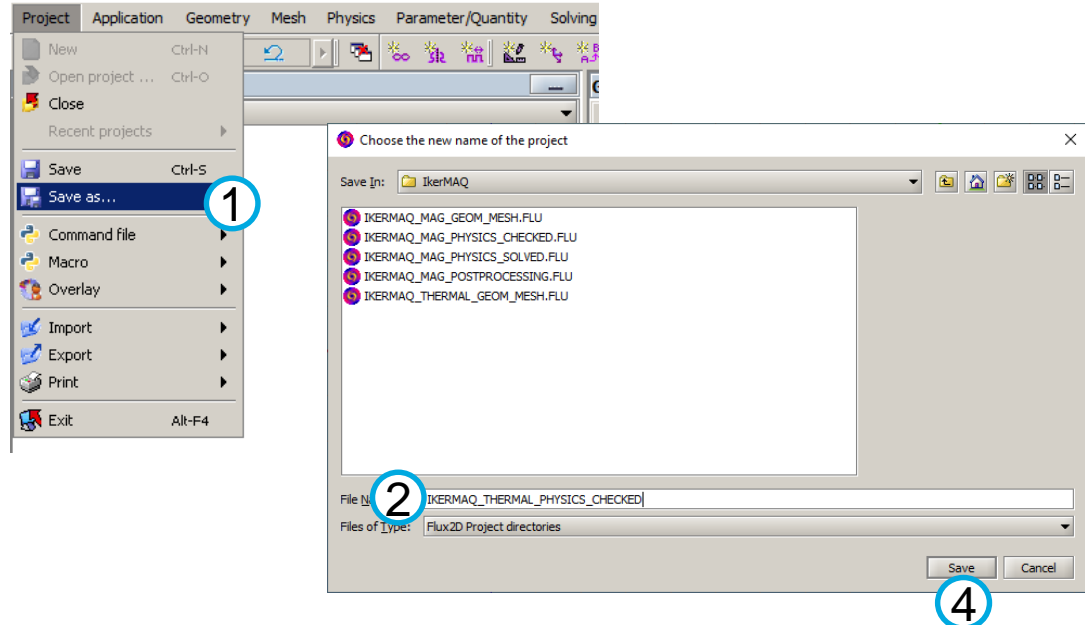 Project Application Geometry Mesh Physics Parameter/Quantity Solving
New Ctrl-N
Open project ... Ctrl-O
Close
Recent projects
Save Ctrl-S
Save as...
1
Command file
Macro
Overlay
Import
Export
Print
Exit Alt-F4
Choose the new name of the project
Save In: IkerMAQ
IKERMAQ_MAG_GEOM_MESH.FLU
IKERMAQ_MAG_PHYSICS_CHECKED.FLU
IKERMAQ_MAG_PHYSICS_SOLVED.FLU
IKERMAQ_MAG_POSTPROCESSING.FLU
IKERMAQ_THERMAL_GEOM_MESH.FLU
File N 2 IKERMAQ_THERMAL_PHYSICS_CHECKED
Files of Type: Flux2D Project directories
Save Cancel
4